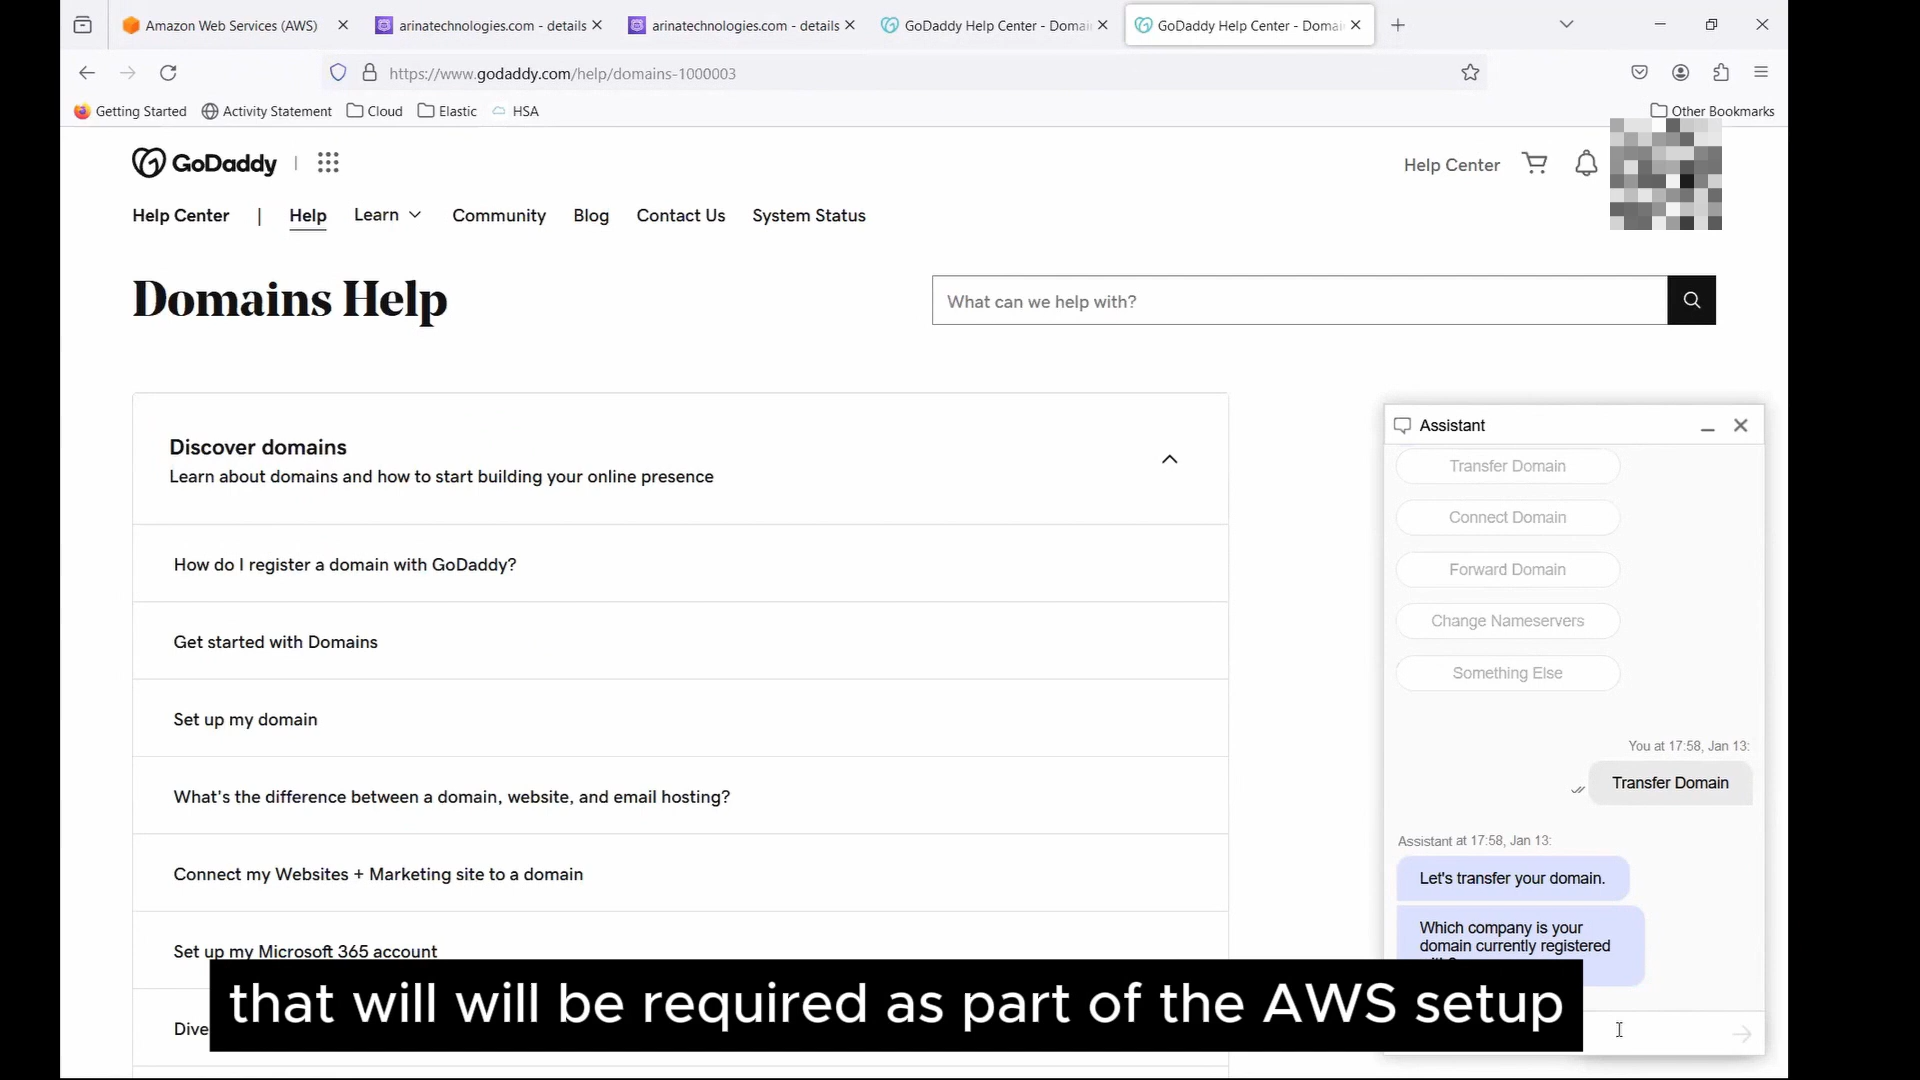 Amazon Web Services (AWS)
arinatechnologies.com - details
arinatechnologies.com - details
GoDaddy Help Center - Domai
GoDaddy Help Center - Domai
https://www.godaddy.com/help/domains-1000003
Getting Started
Activity Statement
Cloud
Elastic
HSA
Other Bookmarks
GoDaddy
Help Center
Help Center | Help Learn Community Blog Contact Us System Status
Domains Help
What can we help with?
Discover domains
Learn about domains and how to start building your online presence
How do I register a domain with GoDaddy?
Get started with Domains
Set up my domain
What's the difference between a domain, website, and email hosting?
Connect my Websites + Marketing site to a domain
Set up my Microsoft 365 account
Dive
Assistant
Transfer Domain
Connect Domain
Forward Domain
Change Nameservers
Something Else
You at 17:58, Jan 13:
Transfer Domain
Assistant at 17:58, Jan 13:
Let's transfer your domain.
Which company is your
domain currently registered
that will will be required as part of the AWS setup